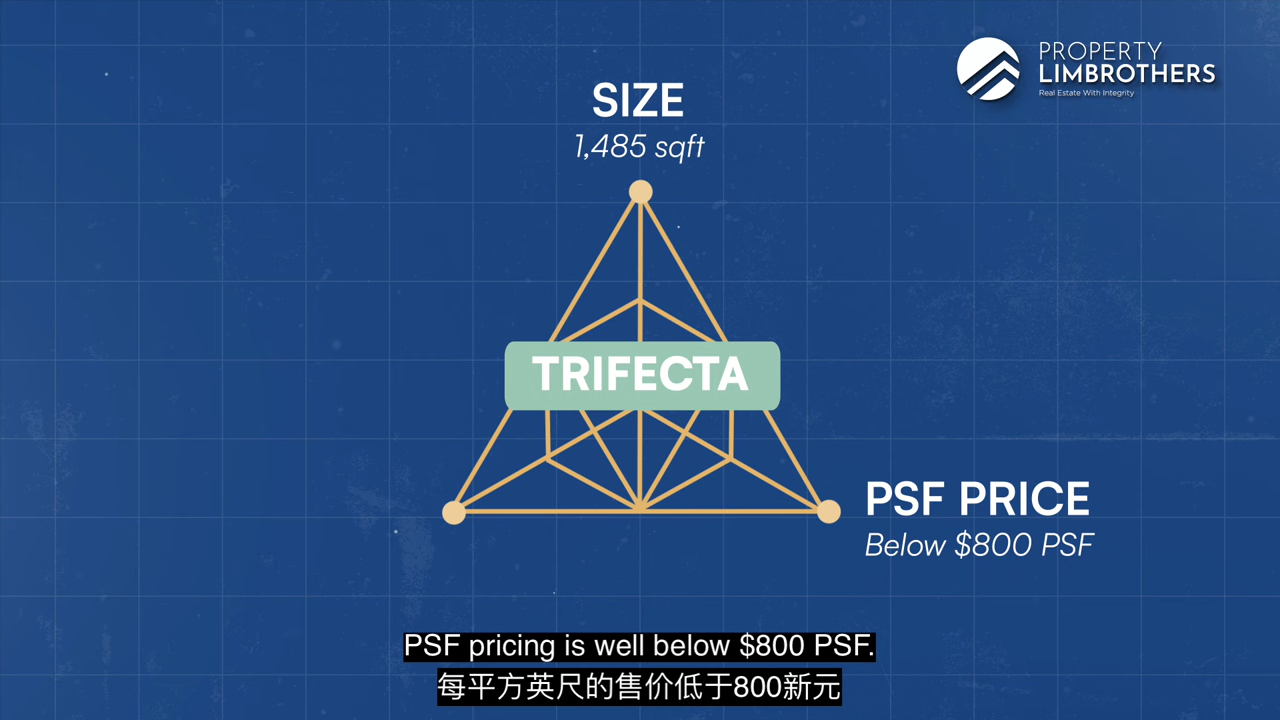 PROPERTY
LIMBROTHERS
Real Estate With Integrity
SIZE
1,485 sqft
TRIFECTA
PSF PRICE
Below $800 PSF
PSF pricing is well below $800 PSF.
每平方英尺的售价低于800新元